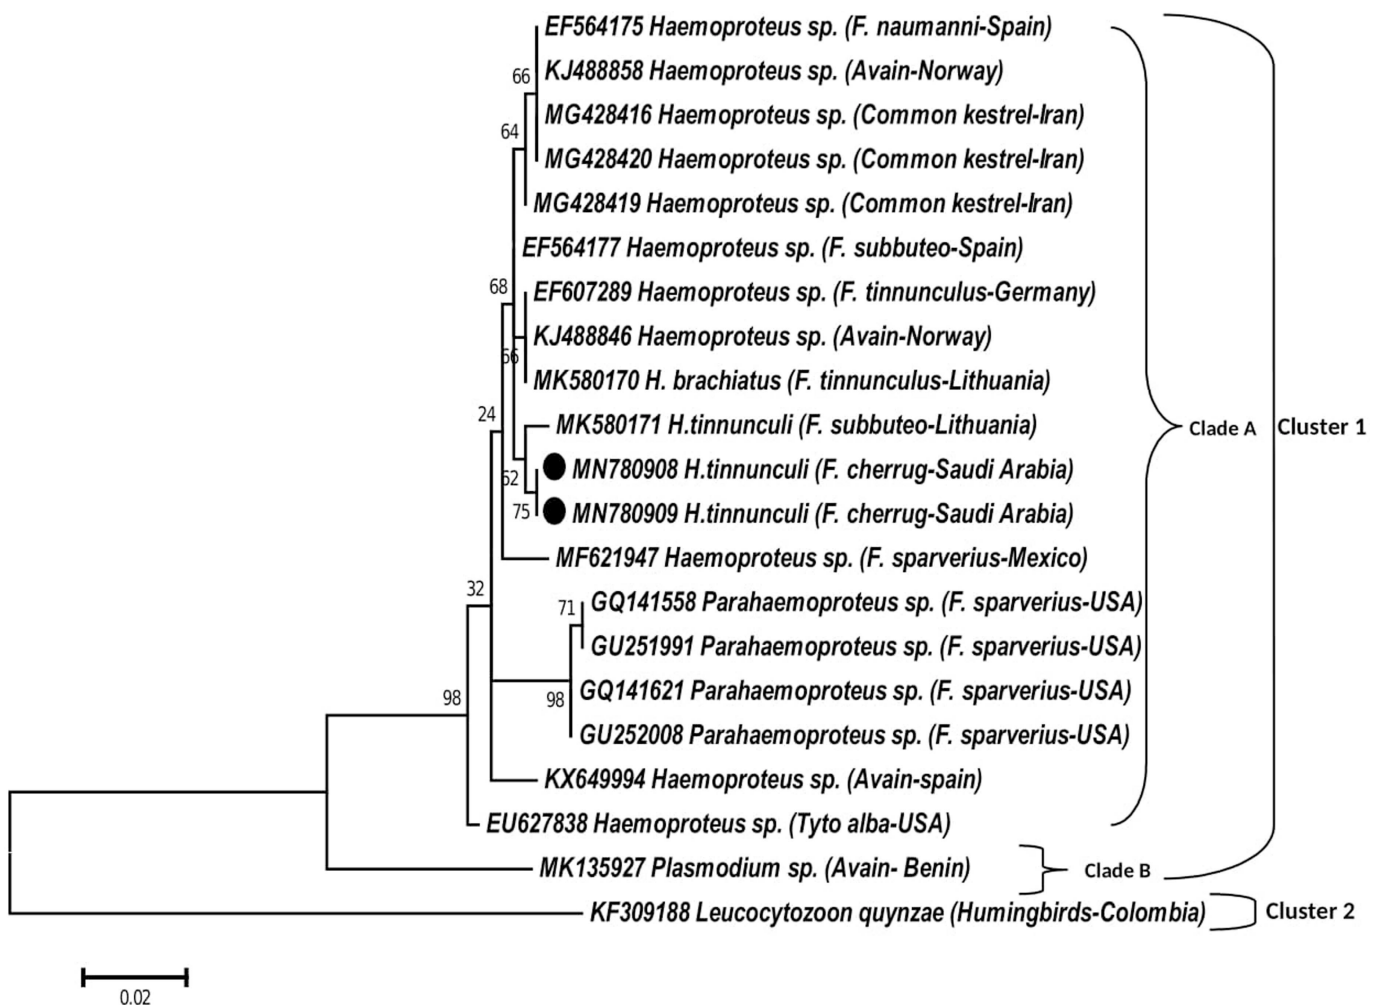 EF564175 Haemoproteus sp. (F. naumanni-Spain)
66
KJ488858 Haemoproteus sp. (Avain-Norway)
MG428416 Haemoproteus sp. (Common kestrel-Iran)
64
MG428420 Haemoproteus sp. (Common kestrel-Iran)
MG428419 Haemoproteus sp. (Common kestrel-Iran)
EF564177 Haemoproteus sp. (F. subbuteo-Spain)
68
EF607289 Haemoproteus sp. (F. tinnunculus-Germany)
KJ488846 Haemoproteus sp. (Avain-Norway)
66
MK580170 H. brachiatus (F. tinnunculus-Lithuania)
24
MK580171 H.tinnunculi (F. subbuteo-Lithuania)
Clade A
Cluster 1
MN780908 H.tinnunculi (F. cherrug-Saudi Arabia)
62
75
MN780909 H.tinnunculi (F. cherrug-Saudi Arabia)
MF621947 Haemoproteus sp. (F. sparverius-Mexico)
32
71
GQ141558 Parahaemoproteus sp. (F. sparverius-USA)
GU251991 Parahaemoproteus sp. (F. sparverius-USA)
98
98
GQ141621 Parahaemoproteus sp. (F. sparverius-USA)
GU252008 Parahaemoproteus sp. (F. sparverius-USA)
KX649994 Haemoproteus sp. (Avain-spain)
EU627838 Haemoproteus sp. (Tyto alba-USA)
MK135927 Plasmodium sp. (Avain- Benin)
Clade B
KF309188 Leucocytozoon quynzae (Humingbirds-Colombia)
Cluster 2
0.02